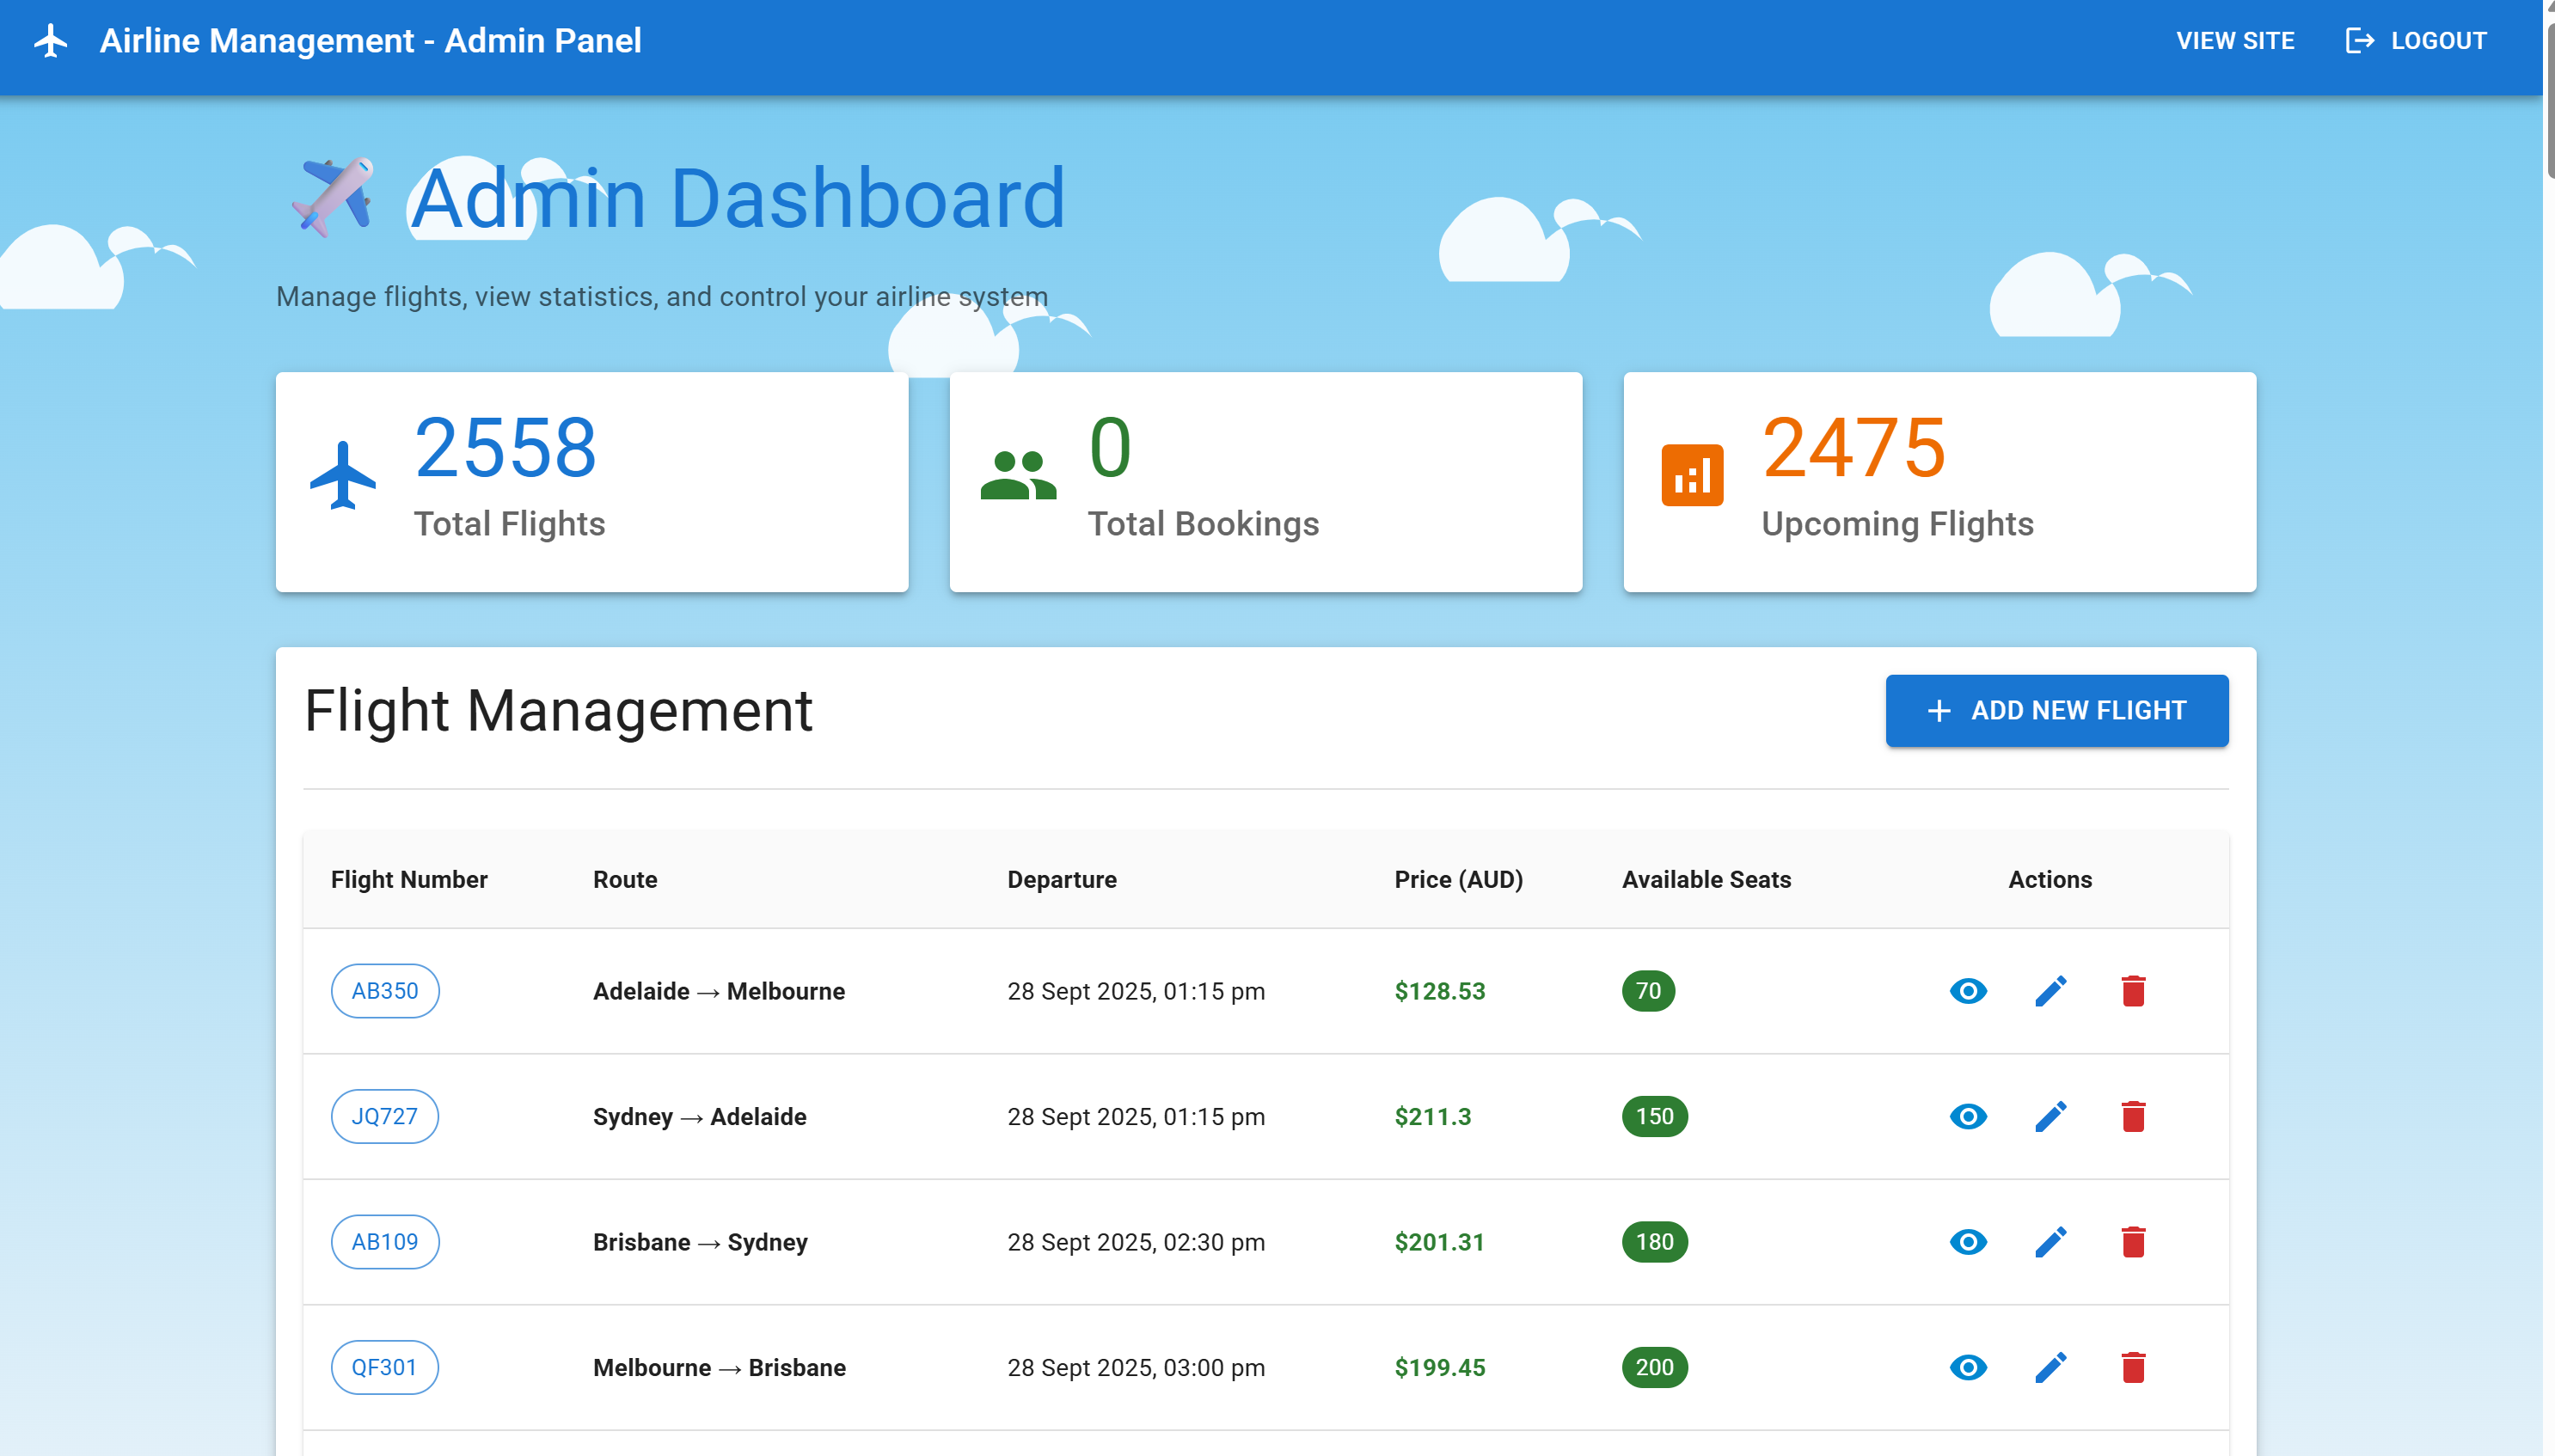 Airline Management - Admin Panel
VIEW SITE
LOGOUT
Admin Dashboard
Manage flights, view statistics, and control your airline system
2558
Total Flights
0
Total Bookings
2475
Upcoming Flights
Flight Management
ADD NEW FLIGHT
Flight Number Route Departure Price (AUD) Available Seats Actions
AB350 Adelaide → Melbourne 28 Sept 2025, 01:15 pm $128.53 70
JQ727 Sydney → Adelaide 28 Sept 2025, 01:15 pm $211.3 150
AB109 Brisbane → Sydney 28 Sept 2025, 02:30 pm $201.31 180
QF301 Melbourne → Brisbane 28 Sept 2025, 03:00 pm $199.45 200